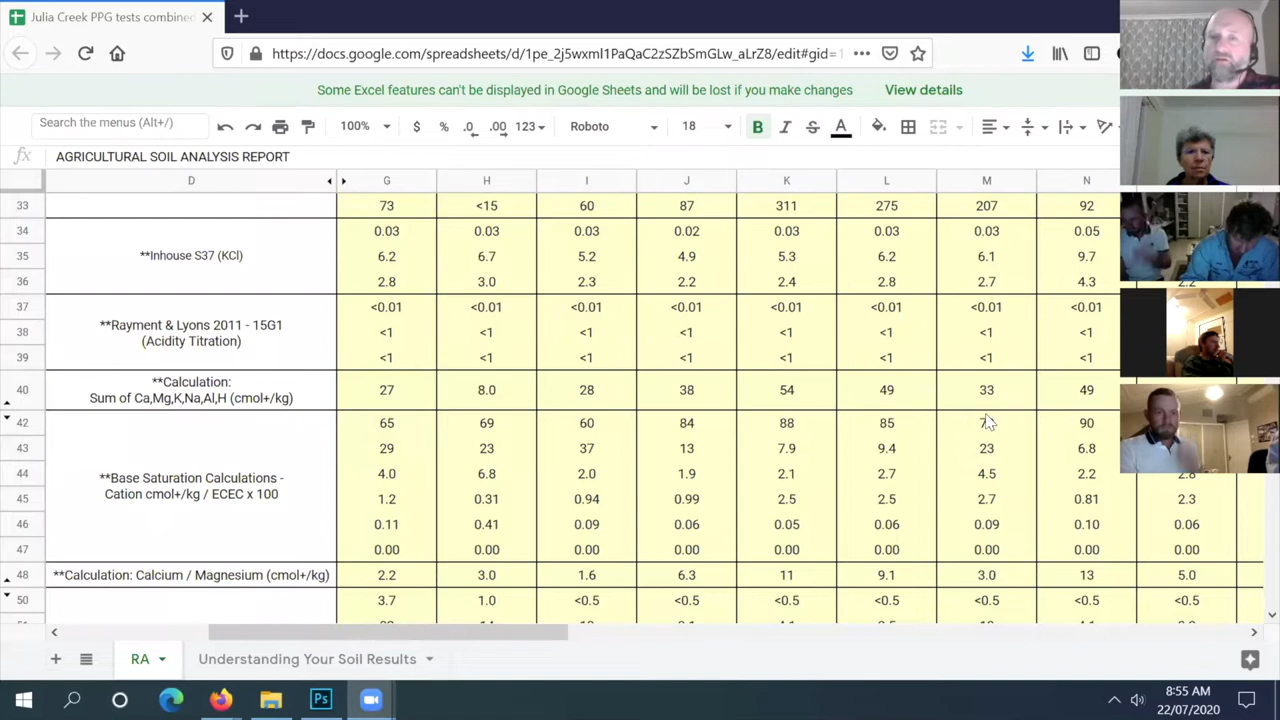 Julia Creek PPG tests combined
https://docs.google.com/spreadsheets/d/1pe_2j5wxml1PaQaC2zSZbSmGLw_aLrZ8/edit#gid=1
Some Excel features can't be displayed in Google Sheets and will be lost if you make changes View details
Search the menus (Alt+/) 100% $ % .0 .00 123 Roboto 18 B I S A
fx AGRICULTURAL SOIL ANALYSIS REPORT
D G H I J K L M N
33 73 <15 60 87 311 275 207 92
34 0.03 0.03 0.03 0.02 0.03 0.03 0.03 0.05
35 **Inhouse S37 (KCl) 6.2 6.7 5.2 4.9 5.3 6.2 6.1 9.7
36 2.8 3.0 2.3 2.2 2.4 2.8 2.7 4.3 2.2
37 <0.01 <0.01 <0.01 <0.01 <0.01 <0.01 <0.01 <0.01
**Rayment & Lyons 2011 - 15G1
38 <1 <1 <1 <1 <1 <1 <1 <1
(Acidity Titration)
39 <1 <1 <1 <1 <1 <1 <1 <1
**Calculation:
40 27 8.0 28 38 54 49 33 49
Sum of Ca,Mg,K,Na,Al,H (cmol+/kg)
42 65 69 60 84 88 85 90
43 29 23 37 13 7.9 9.4 23 6.8
44 4.0 6.8 2.0 1.9 2.1 2.7 4.5 2.2 2.8
**Base Saturation Calculations -
Cation cmol+/kg / ECEC x 100
45 1.2 0.31 0.94 0.99 2.5 2.5 2.7 0.81 2.3
46 0.11 0.41 0.09 0.06 0.05 0.06 0.09 0.10 0.06
47 0.00 0.00 0.00 0.00 0.00 0.00 0.00 0.00 0.00
48 **Calculation: Calcium / Magnesium (cmol+/kg) 2.2 3.0 1.6 6.3 11 9.1 3.0 13 5.0
50 3.7 1.0 <0.5 <0.5 <0.5 <0.5 <0.5 <0.5 <0.5
RA Understanding Your Soil Results
Ps
8:55 AM
22/07/2020